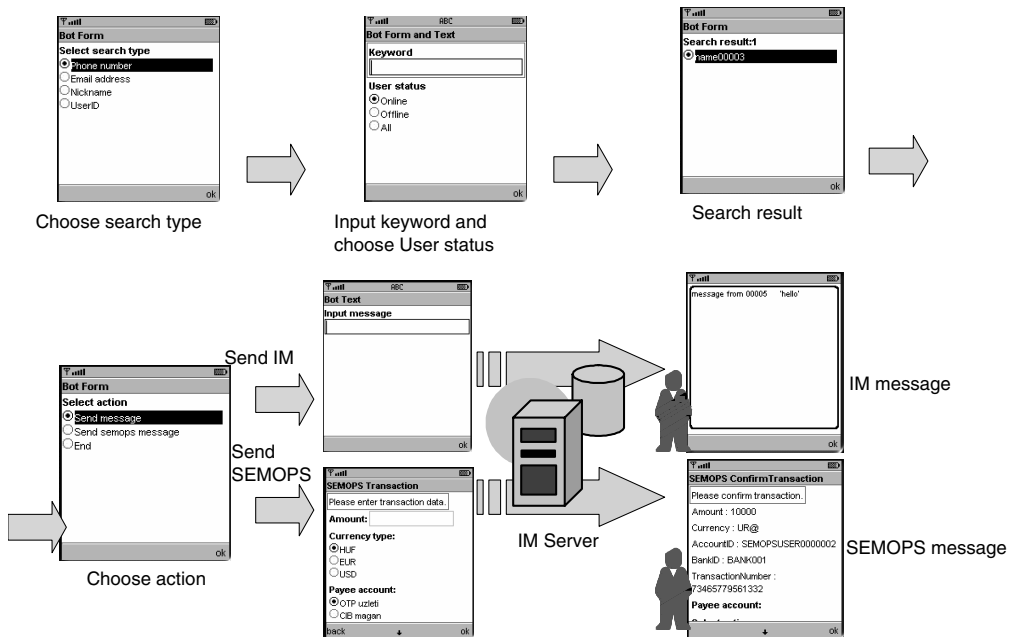 Bot Form
Select search type
Phone number
Email address
Nickname
UserID
ok
Choose search type
ABC
Bot Form and Text
Keyword
User status
Online
Offline
All
ok
Input keyword and
choose User status
Bot Form
Search result:1
name00003
ok
Search result
Bot Form
Select action
Send message
Send semops message
End
ok
Choose action
Send IM
Send
SEMOPS
ABC
Bot Text
Input message
ok
SEMOPS Transaction
Please enter transaction data.
Amount:
Currency type:
HUF
EUR
USD
Payee account:
OTP uzleti
CIB magan
back ok
IM Server
message from 00005 'hello'
ok
IM message
SEMOPS ConfirmTransaction
Please confirm transaction.
Amount : 10000
Currency : UR@
AccountID : SEMOPSUSER0000002
BankID : BANK001
TransactionNumber :
73465779561332
Payee account:
ok
SEMOPS message